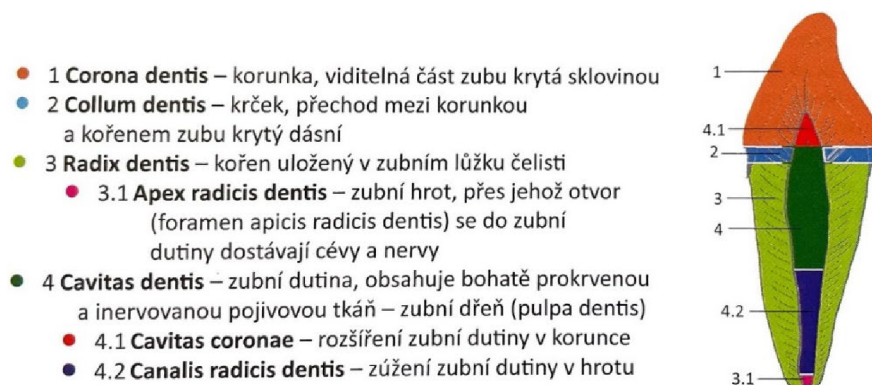 1 Corona dentis – korunka, viditelná část zubu krytá sklovinou
2 Collum dentis – krček, přechod mezi korunkou
a kořenem zubu krytý dásní
3 Radix dentis – kořen uložený v zubním lůžku čelisti
3.1 Apex radicis dentis – zubní hrot, přes jehož otvor
(foramen apicis radicis dentis) se do zubní
dutiny dostávají cévy a nervy
4 Cavitas dentis – zubní dutina, obsahuje bohatě prokrvenou
a inervovanou pojivovou tkáň – zubní dřeň (pulpa dentis)
4.1 Cavitas coronae – rozšíření zubní dutiny v korunce
4.2 Canalis radicis dentis – zúžení zubní dutiny v hrotu
1
4.1
2
3
4
4.2
3.1